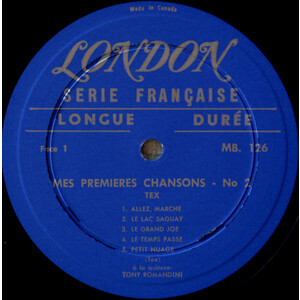 Made in Canada
LONDON
SERIE FRANÇAISE
LONGUE DURÉE
Face 1 MB. 126
MES PREMIERES CHANSONS - No 2
TEX
1. ALLEZ, MARCHE
2. LE LAC SAGUAY
3. LE GRAND JOE
4. LE TEMPS PASSE
5. PETIT NUAGE
(Tex)
à la guitare:
TONY ROMANDINI